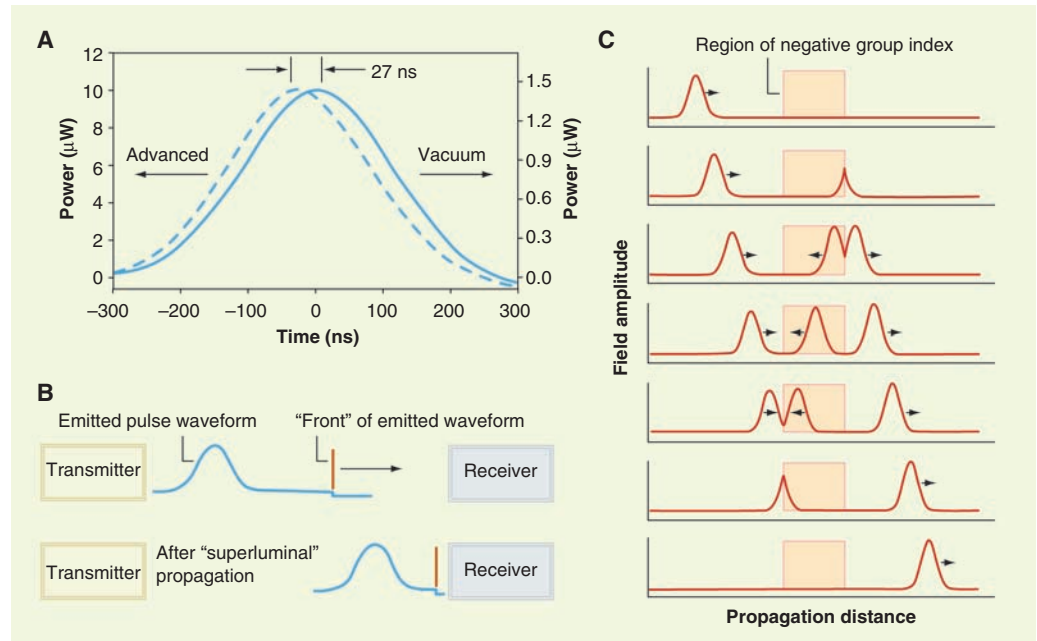 A
12
10
8
6
4
2
0
Power (μW)
27 ns
Advanced
Vacuum
1.5
1.2
0.9
0.6
0.3
0.0
Power (μW)
–300
–200
–100
0
100
200
300
Time (ns)
B
Emitted pulse waveform
“Front” of emitted waveform
Transmitter
Receiver
Transmitter
After “superluminal”
propagation
Receiver
C
Region of negative group index
Field amplitude
Propagation distance